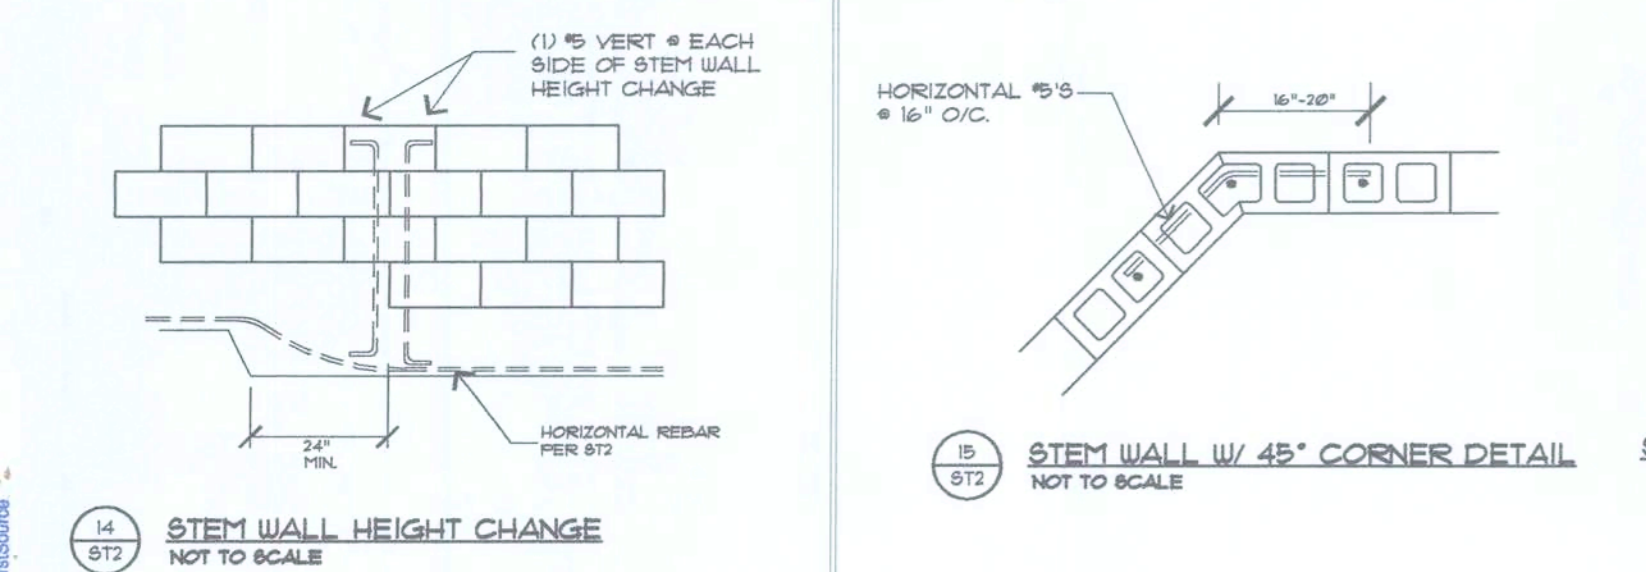 (1) #5 VERT @ EACH
SIDE OF STEM WALL
HEIGHT CHANGE
24"
MIN.
HORIZONTAL REBAR
PER ST2
14
ST2
STEM WALL HEIGHT CHANGE
NOT TO SCALE
HORIZONTAL #5'S
@ 16" O/C.
16"-20"
15
ST2
STEM WALL W/ 45° CORNER DETAIL
NOT TO SCALE